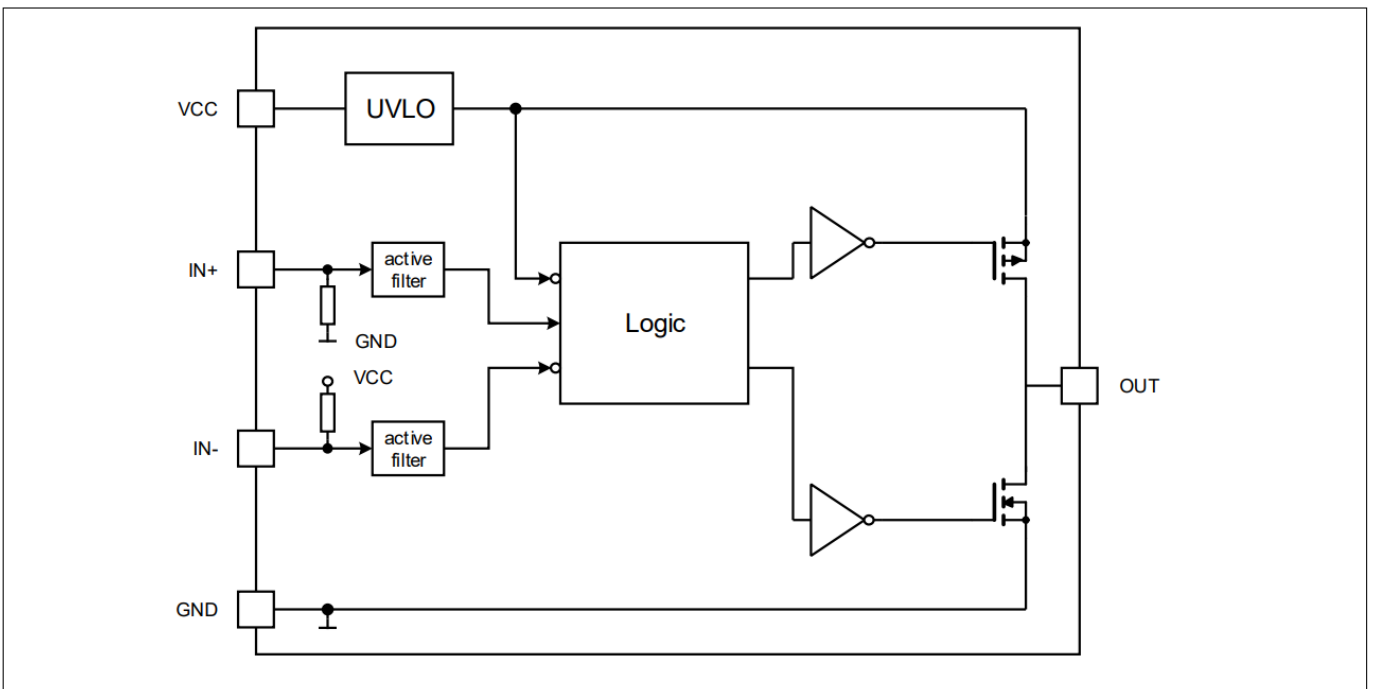 VCC
UVLO
IN+
active
filter
GND
Logic
VCC
OUT
IN-
active
filter
GND